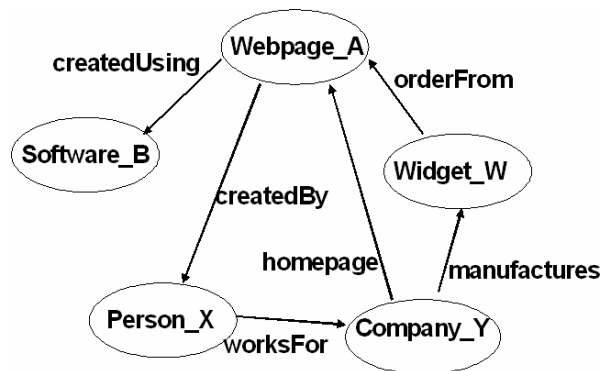 Webpage_A
createdUsing
orderFrom
Software_B
Widget_W
createdBy
homepage
manufactures
Person_X
Company_Y
worksFor